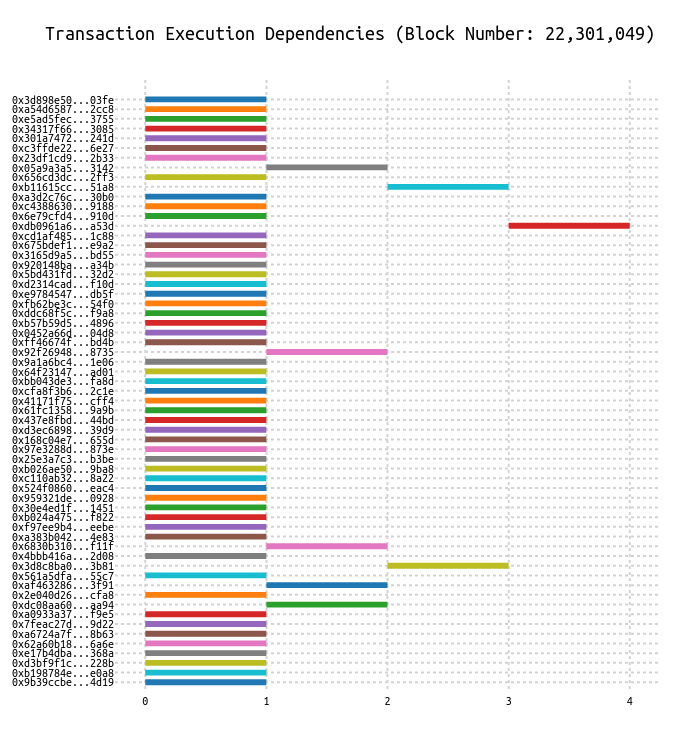 Transaction Execution Dependencies (Block Number: 22,301,049)
0x3d898e50...03fe
0xa54d6587...2cc8
0xe5ad5fec...3755
0x34317f66...3085
0x301a7472...241d
0xc3ffde22...6e27
0x23df1cd9...2b33
0x05a9a3a5...3142
0x656cd3dc...2ff3
0xb11615cc...51a8
0xa3d2c76c...30b0
0xc4388630...9188
0x6e79cfd4...910d
0xdb0961a6...a53d
0xcd1af485...1c88
0x675bdef1...e9a2
0x3165d9a5...bd55
0x920148ba...a34b
0x5bd431fd...32d2
0xd2314cad...f10d
0xe9784547...db5f
0xfb62be3c...54f0
0xddc68f5c...f9a8
0xb57b59d5...4896
0x0452a66d...04d8
0xff46674f...bd4b
0x92f26948...8735
0x9a1a6bc4...1e06
0x64f23147...ad01
0xbb043de3...fa8d
0xcfa8f3b6...2c1e
0x41171f75...cff4
0x61fc1358...9a9b
0x437e8fbd...44bd
0xd3ec6898...39d9
0x168c04e7...655d
0x97e3288d...873e
0x25e3a7c3...b3be
0xb026ae50...9ba8
0xc110ab32...8a22
0x524f0860...eac4
0x959321de...0928
0x30e4ed1f...1451
0xb024a475...f822
0xf97ee9b4...eebe
0xa383b042...4e83
0x6830b310...f11f
0x4bbb416a...2d08
0x3d8c8ba0...3b81
0x561a5dfa...55c7
0xaf463286...3f91
0x2e040d26...cfa8
0xdc08aa60...aa94
0xa0933a37...f9e5
0x7feac27d...9d22
0xa6724a7f...8b63
0x62a60b18...6a6e
0xe17b4dba...368a
0xd3bf9f1c...228b
0xb198784e...e0a8
0x9b39ccbe...4d19
0 1 2 3 4